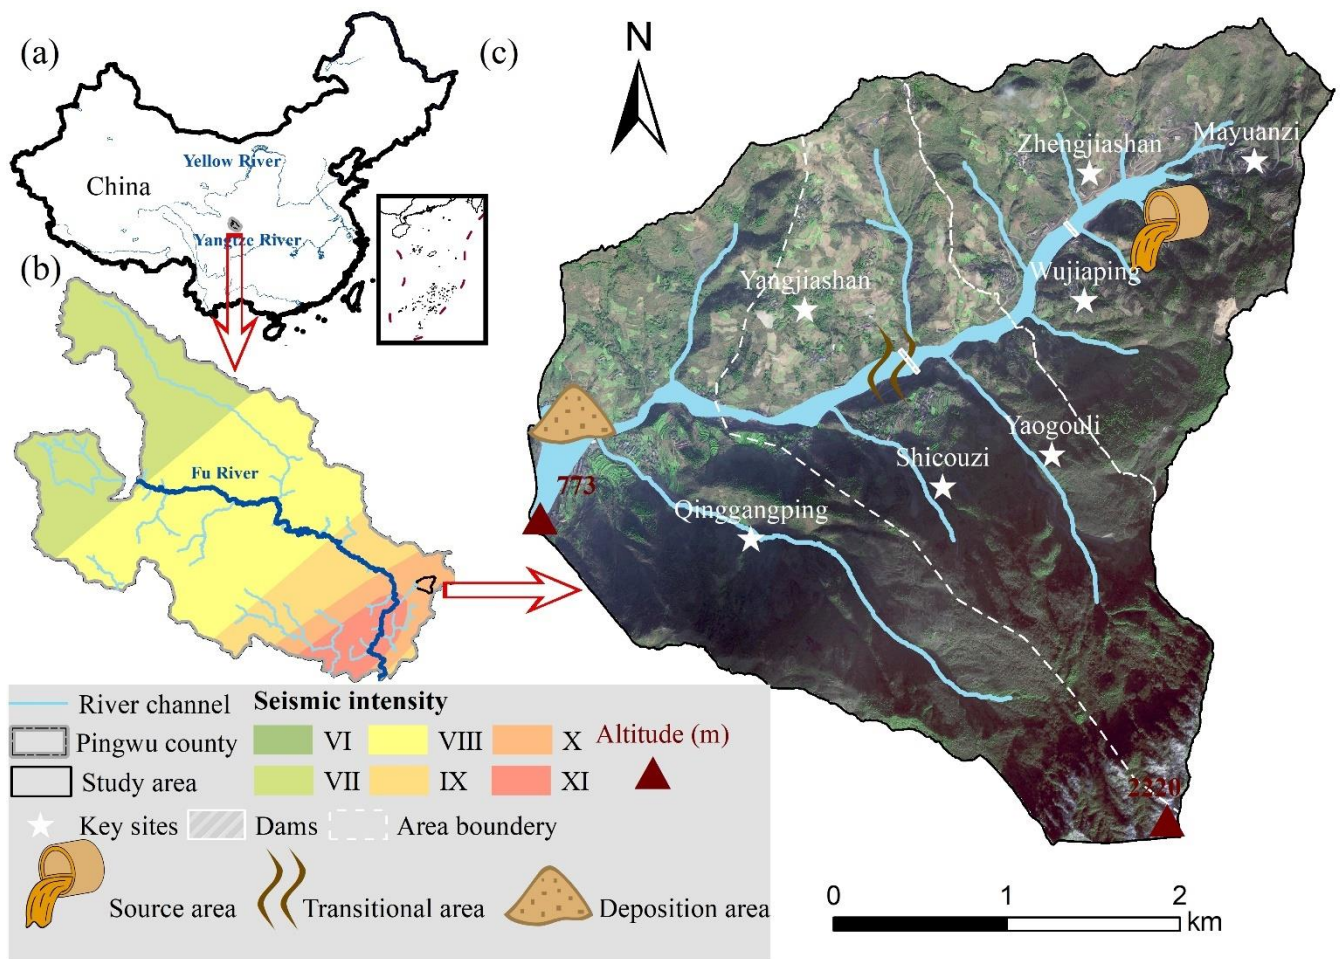 (a)
N
(c)
Yellow River
China
Yangtze River
Zhengjiashan
Mayuanzi
(b)
Wujiaping
Yangjiashan
Yaogouli
Shicouzi
Fu River
773
Qinggangping
2220
River channel
Seismic intensity
Pingwu county
VI
VIII
X
Altitude (m)
Study area
VII
IX
XI
Key sites
Dams
Area boundery
Source area
Transitional area
Deposition area
0
1
2
km